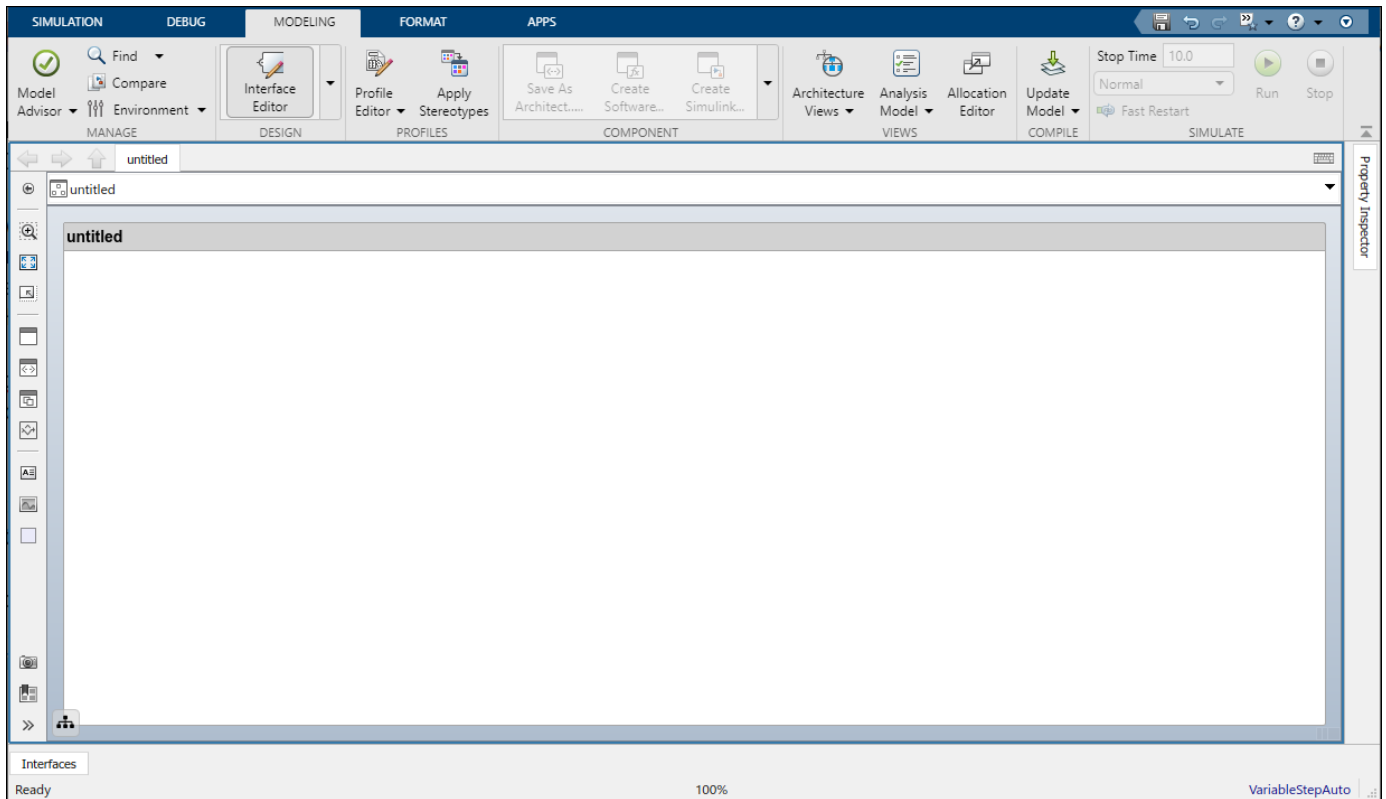 SIMULATION DEBUG MODELING FORMAT APPS
Model Advisor
Find
Compare
Environment
MANAGE
Interface Editor
DESIGN
Profile Editor
Apply Stereotypes
PROFILES
Save As Architect.....
Create Software...
Create Simulink...
COMPONENT
Architecture Views
Analysis Model
Allocation Editor
VIEWS
Update Model
COMPILE
Stop Time 10.0
Normal
Fast Restart
Run
Stop
SIMULATE
untitled
untitled
untitled
Property Inspector
Interfaces
Ready 100% VariableStepAuto